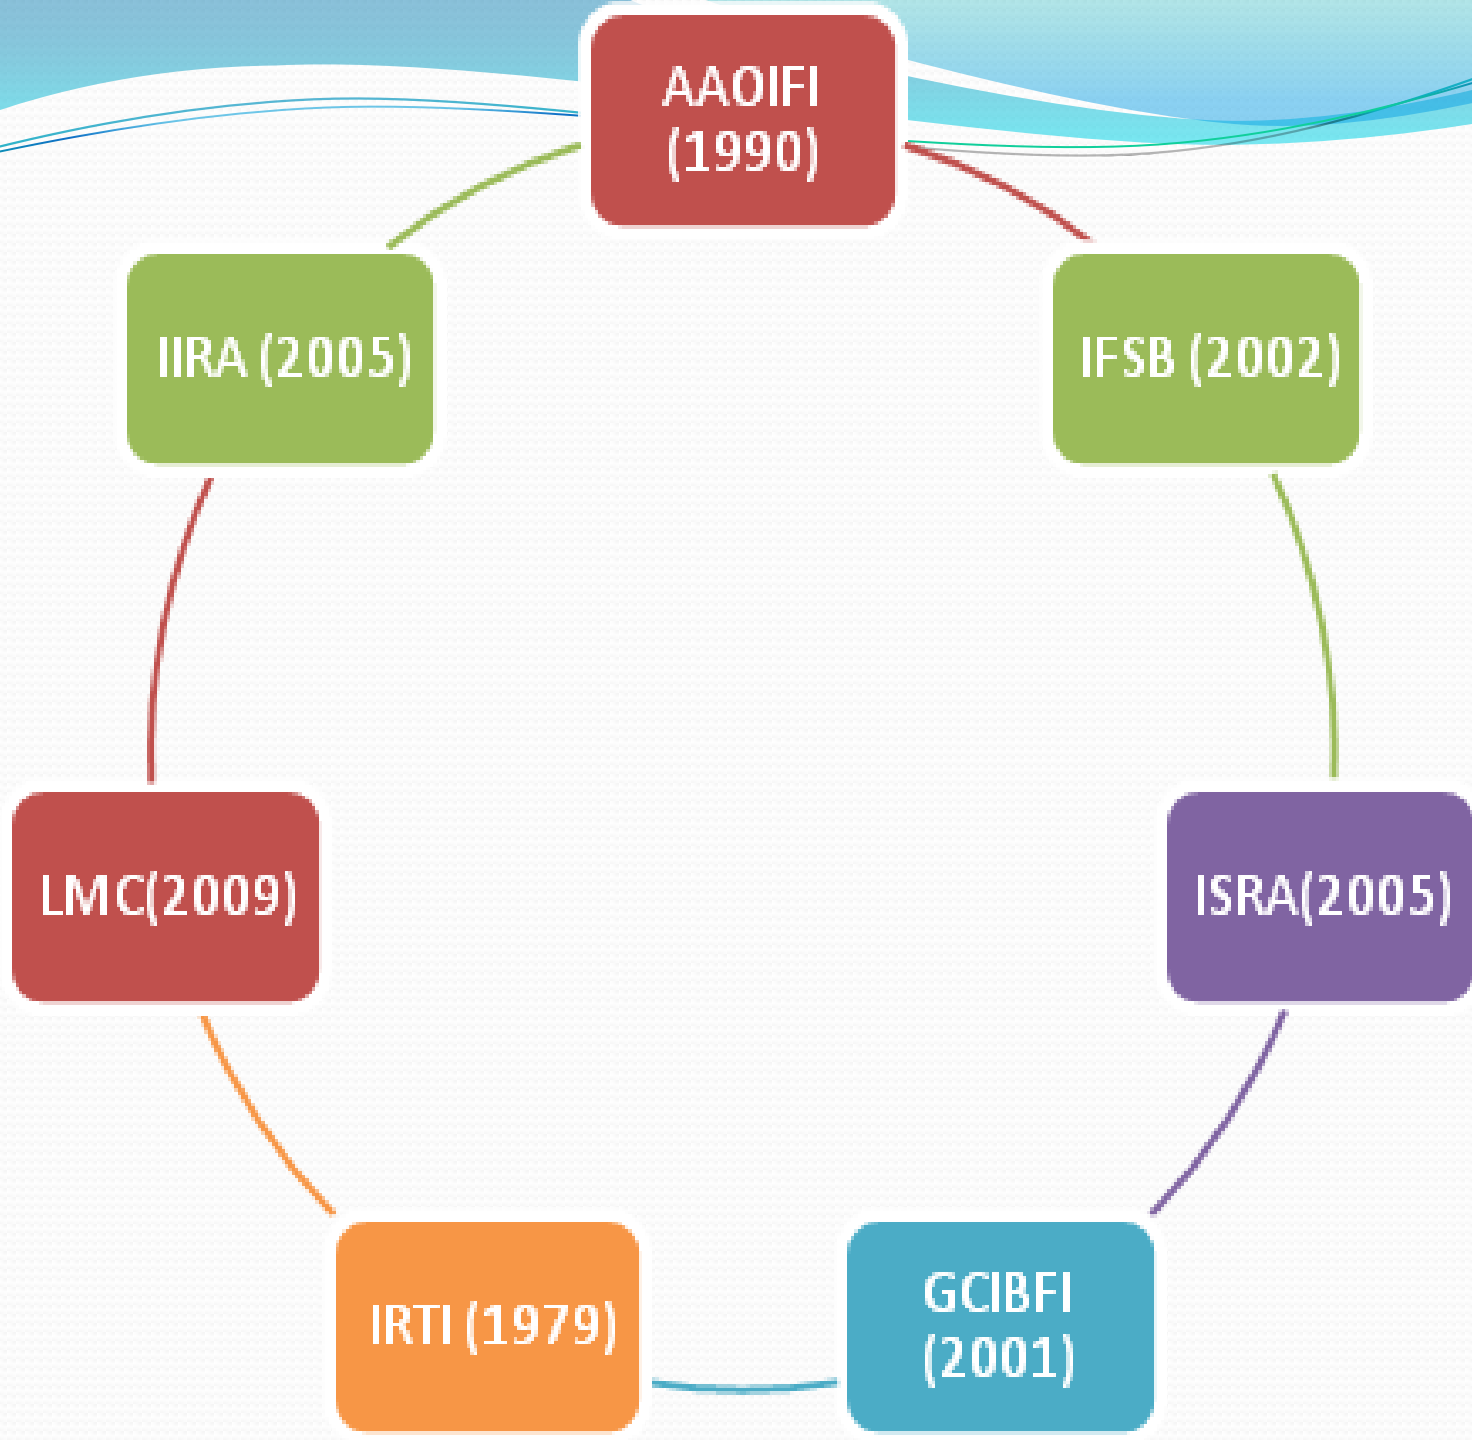 AAOIFI
(1990)
IIRA (2005)
IFSB (2002)
LMC(2009)
ISRA(2005)
IRTI (1979)
GCIBFI
(2001)